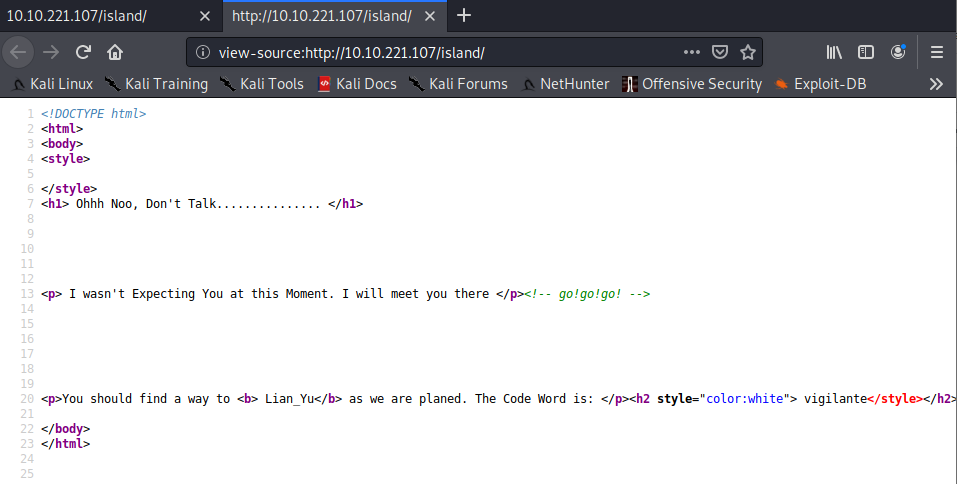 10.10.221.107/island/ × http://10.10.221.107/island/ × +
view-source:http://10.10.221.107/island/
Kali Linux Kali Training Kali Tools Kali Docs Kali Forums NetHunter Offensive Security Exploit-DB »
1 <!DOCTYPE html>
2 <html>
3 <body>
4 <style>
5
6 </style>
7 <h1> Ohhh Noo, Don't Talk............... </h1>
8
9
10
11
12
13 <p> I wasn't Expecting You at this Moment. I will meet you there </p><!-- go!go!go! -->
14
15
16
17
18
19
20 <p>You should find a way to <b> Lian_Yu</b> as we are planed. The Code Word is: </p><h2 style="color:white"> vigilante</style></h2>
21
22 </body>
23 </html>
24
25